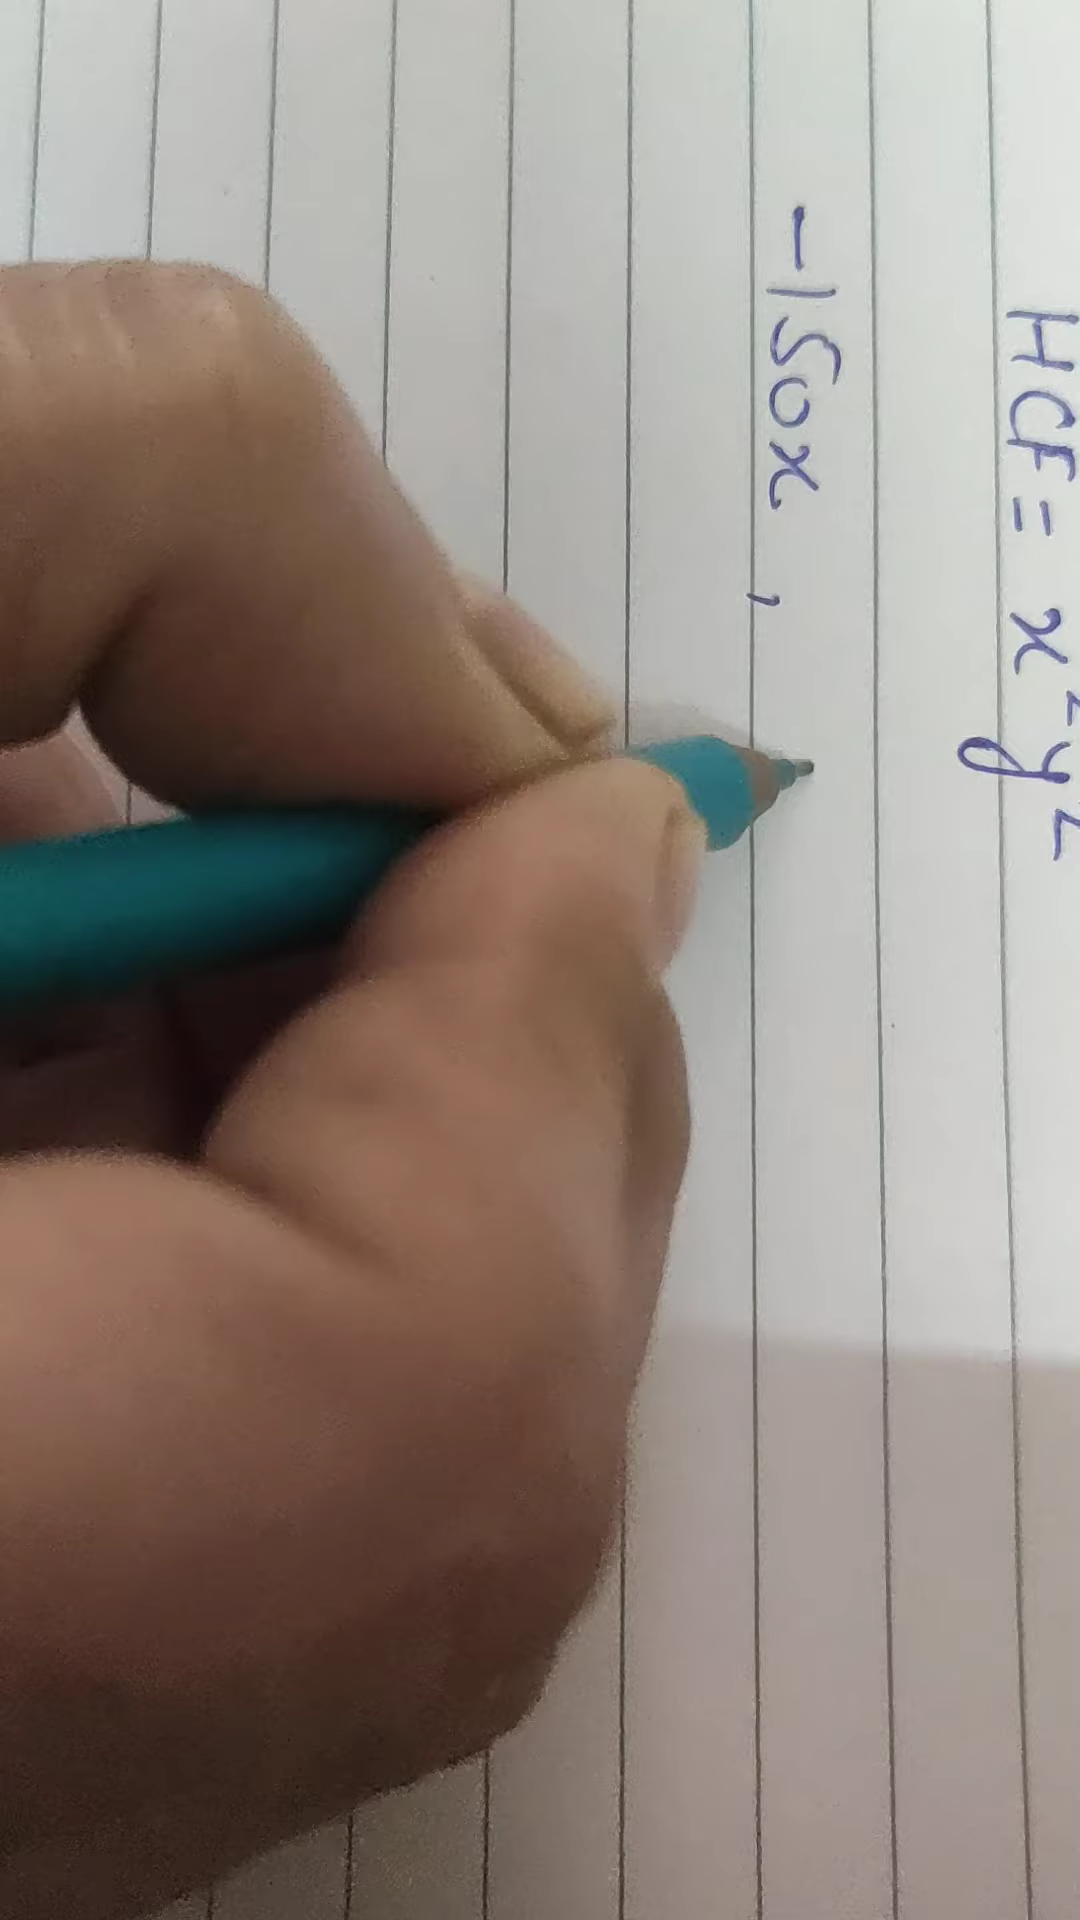 HCF = x²y²
-150x,